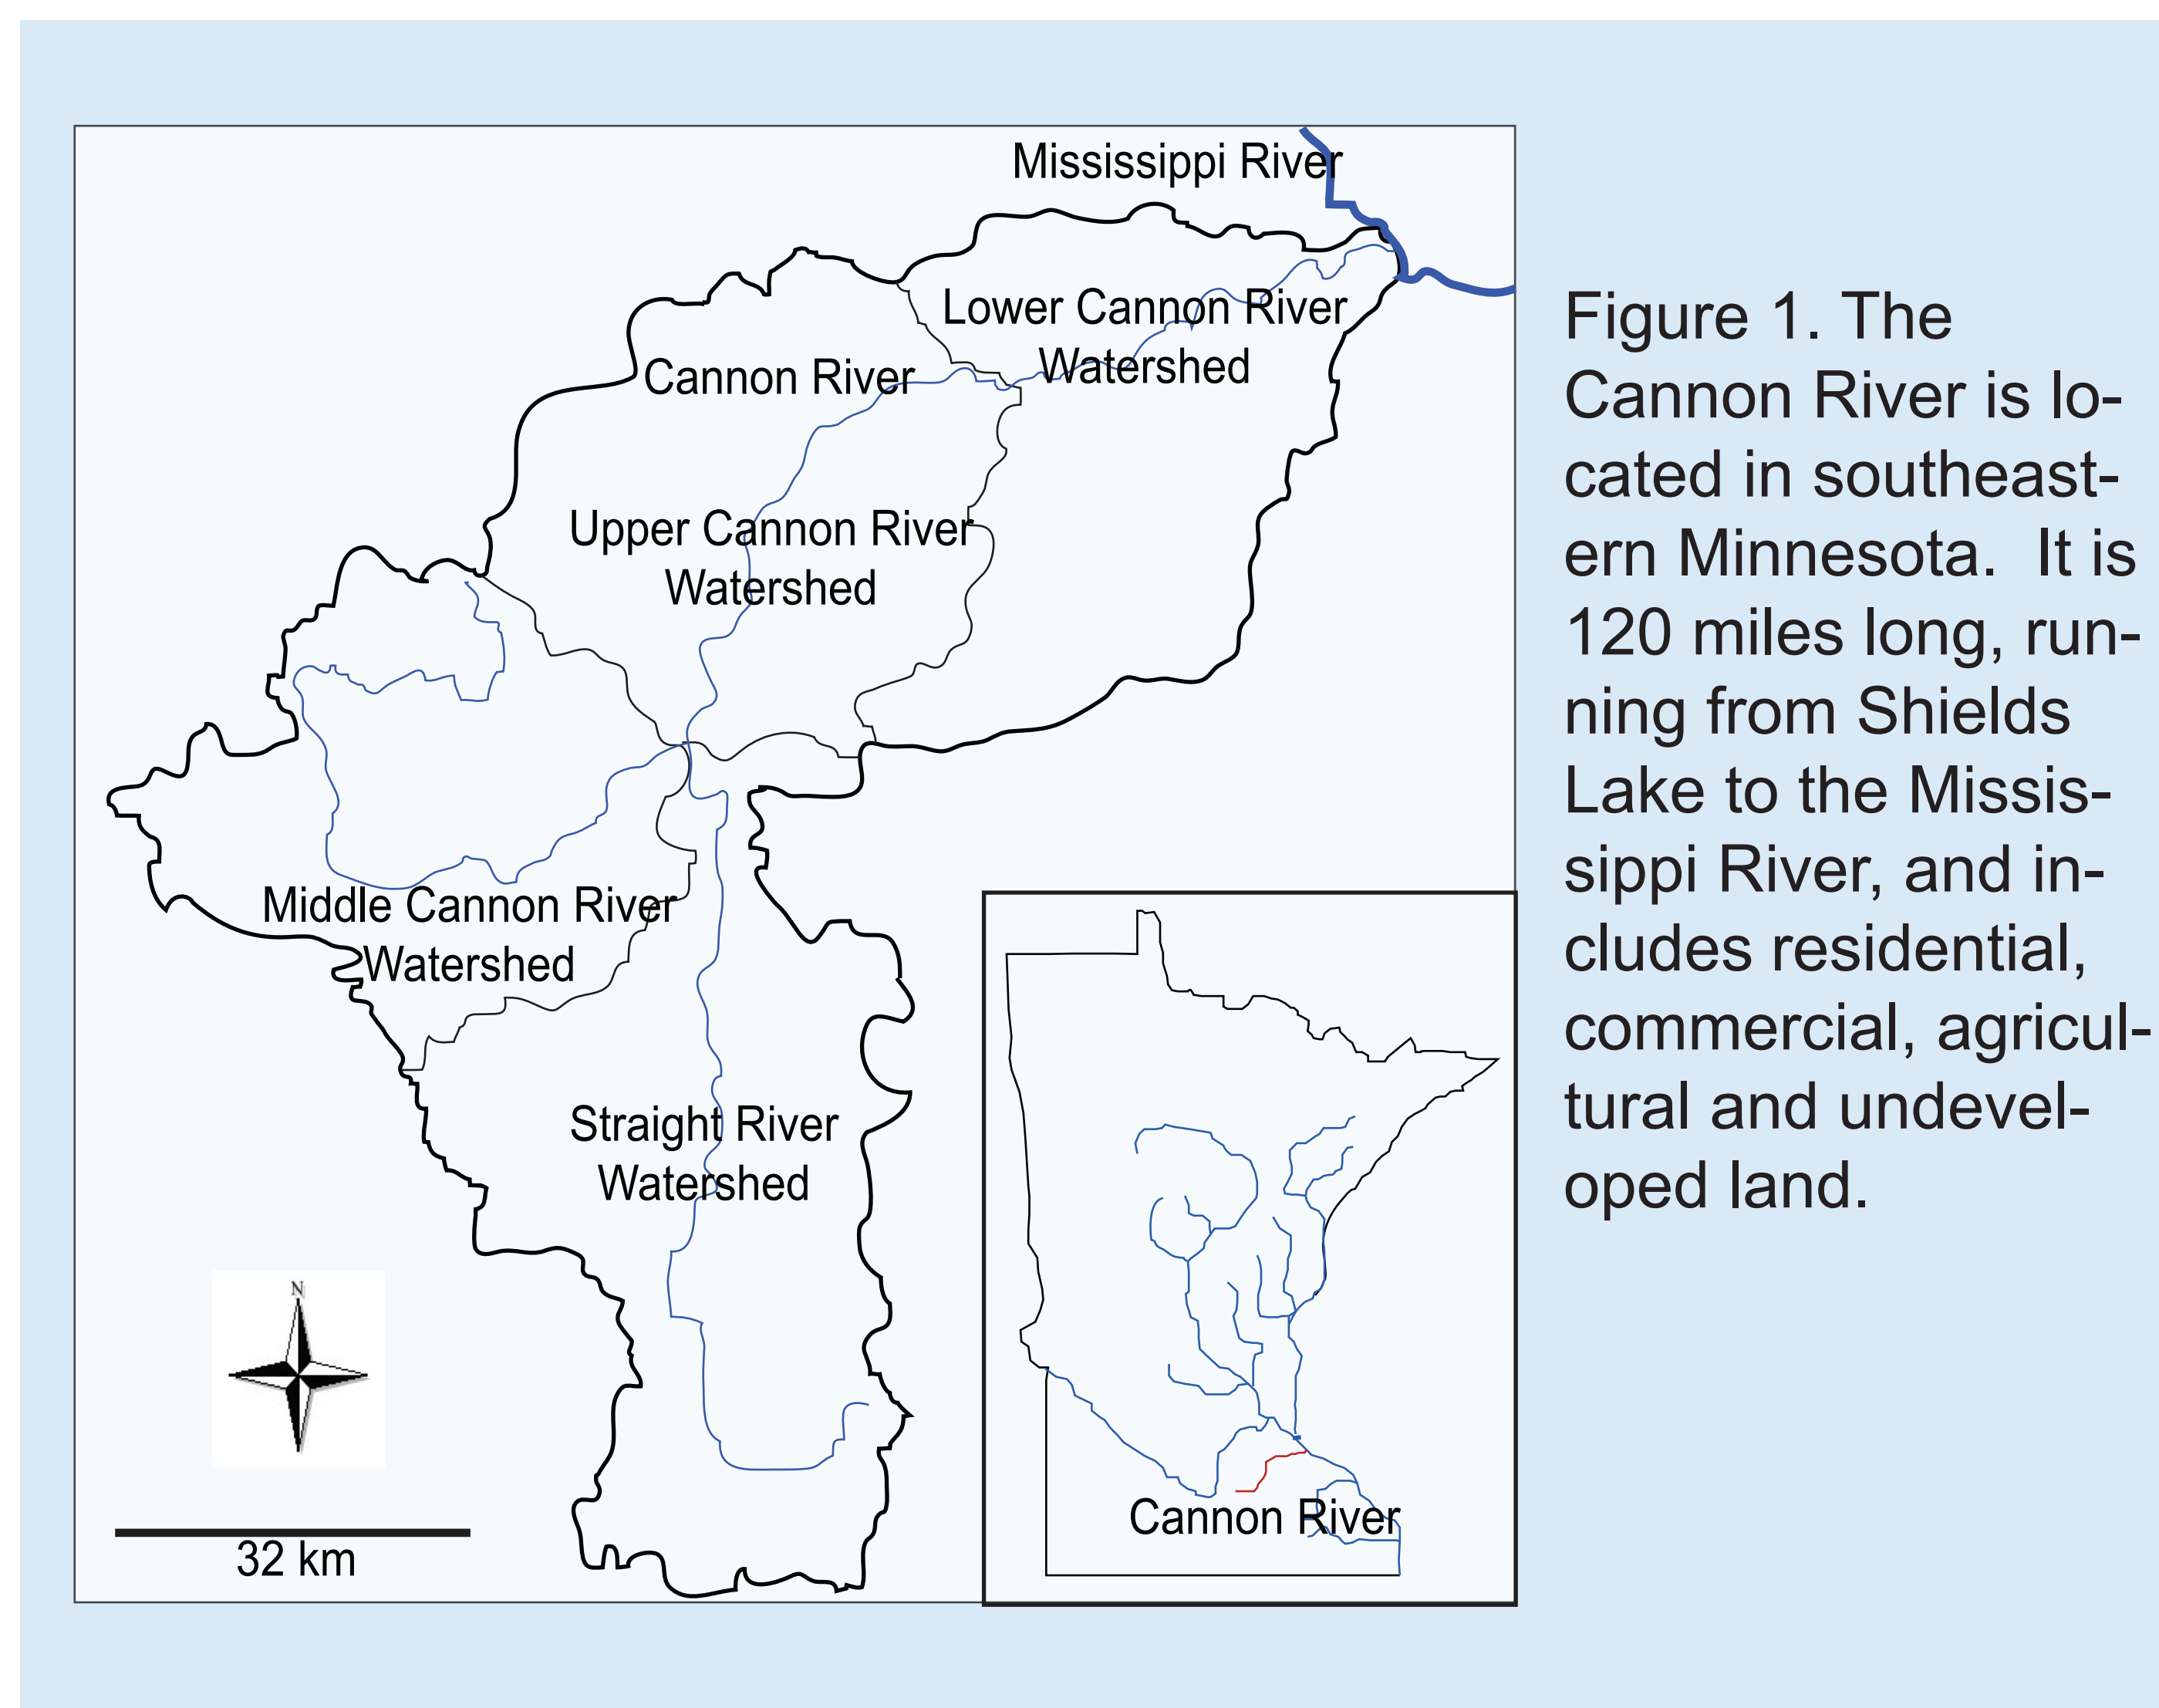 Mississippi River
Lower Cannon River
Watershed
Cannon River
Upper Cannon River
Watershed
Middle Cannon River
Watershed
Straight River
Watershed
N
32 km
Cannon River
Figure 1. The
Cannon River is lo-
cated in southeast-
ern Minnesota.  It is
120 miles long, run-
ning from Shields
Lake to the Missis-
sippi River, and in-
cludes residential,
commercial, agricul-
tural and undevel-
oped land.